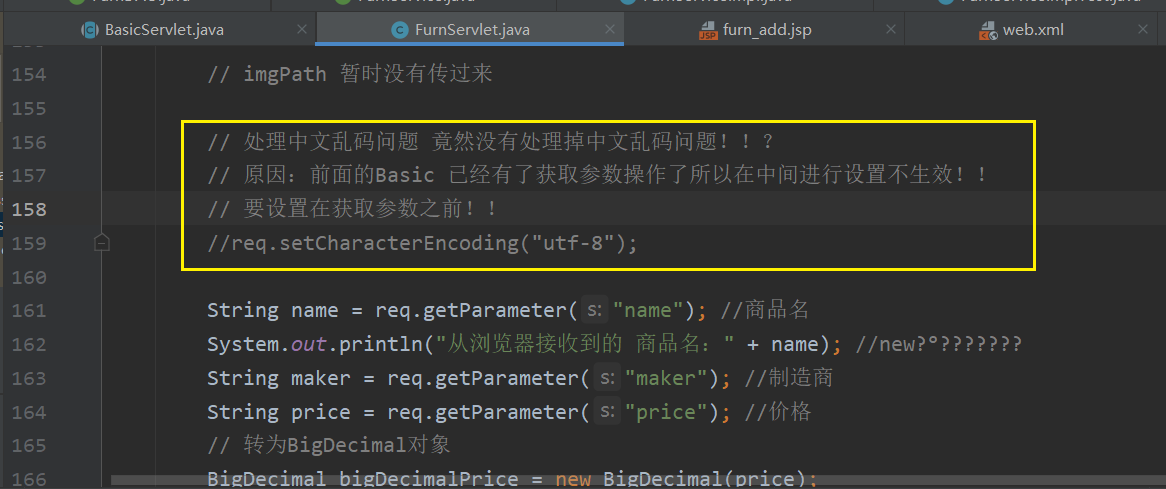 BasicServlet.java
FurnServlet.java
furn_add.jsp
web.xml
154 // imgPath 暂时没有传过来
155
156 // 处理中文乱码问题 竟然没有处理掉中文乱码问题！！？
157 // 原因：前面的Basic 已经有了获取参数操作了所以在中间进行设置不生效！！
158 // 要设置在获取参数之前！！
159 //req.setCharacterEncoding("utf-8");
160
161 String name = req.getParameter( s: "name"); //商品名
162 System.out.println("从浏览器接收到的 商品名：" + name); //new?°???????
163 String maker = req.getParameter( s: "maker"); //制造商
164 String price = req.getParameter( s: "price"); //价格
165 // 转为BigDecimal对象
166 BigDecimal bigDecimalPrice = new BigDecimal(price);